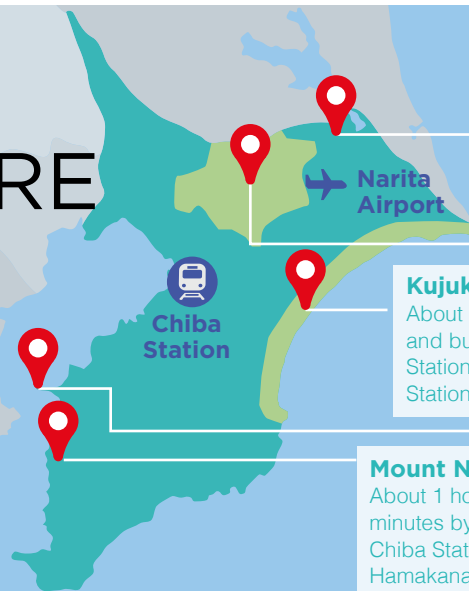 RE
Narita
Airport
Chiba
Station
Kujuk
About
and bu
Station
Station
Mount N
About 1 ho
minutes by
Chiba Stat
Hamakana